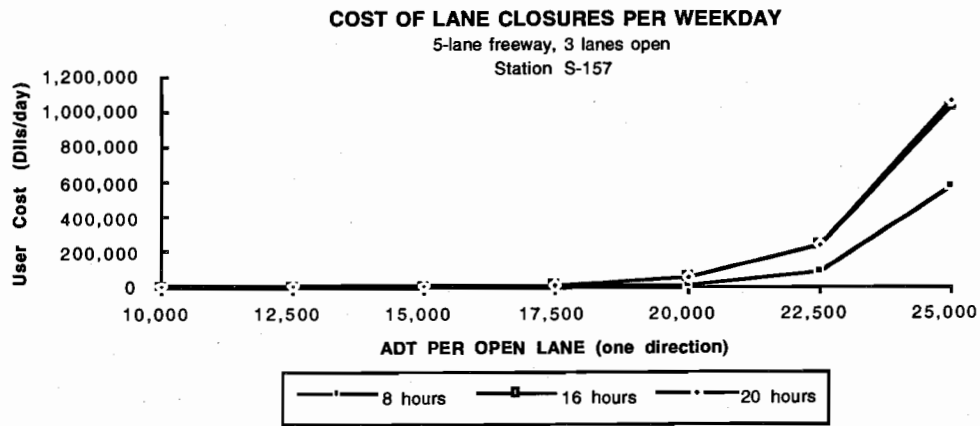 COST OF LANE CLOSURES PER WEEKDAY
5-lane freeway, 3 lanes open
Station S-157
User Cost (Dlls/day)
1,200,000
1,000,000
800,000
600,000
400,000
200,000
0
10,000 12,500 15,000 17,500 20,000 22,500 25,000
ADT PER OPEN LANE (one direction)
8 hours 16 hours 20 hours